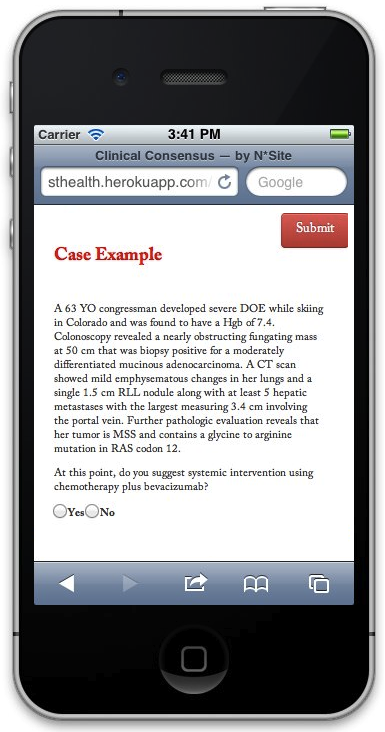 Carrier 3:41 PM
Clinical Consensus — by N*Site
sthealth.herokuapp.com/ Google
Submit
Case Example
A 63 YO congressman developed severe DOE while skiing
in Colorado and was found to have a Hgb of 7.4.
Colonoscopy revealed a nearly obstructing fungating mass
at 50 cm that was biopsy positive for a moderately
differentiated mucinous adenocarcinoma. A CT scan
showed mild emphysematous changes in her lungs and a
single 1.5 cm RLL nodule along with at least 5 hepatic
metastases with the largest measuring 3.4 cm involving
the portal vein. Further pathologic evaluation reveals that
her tumor is MSS and contains a glycine to arginine
mutation in RAS codon 12.
At this point, do you suggest systemic intervention using
chemotherapy plus bevacizumab?
Yes No